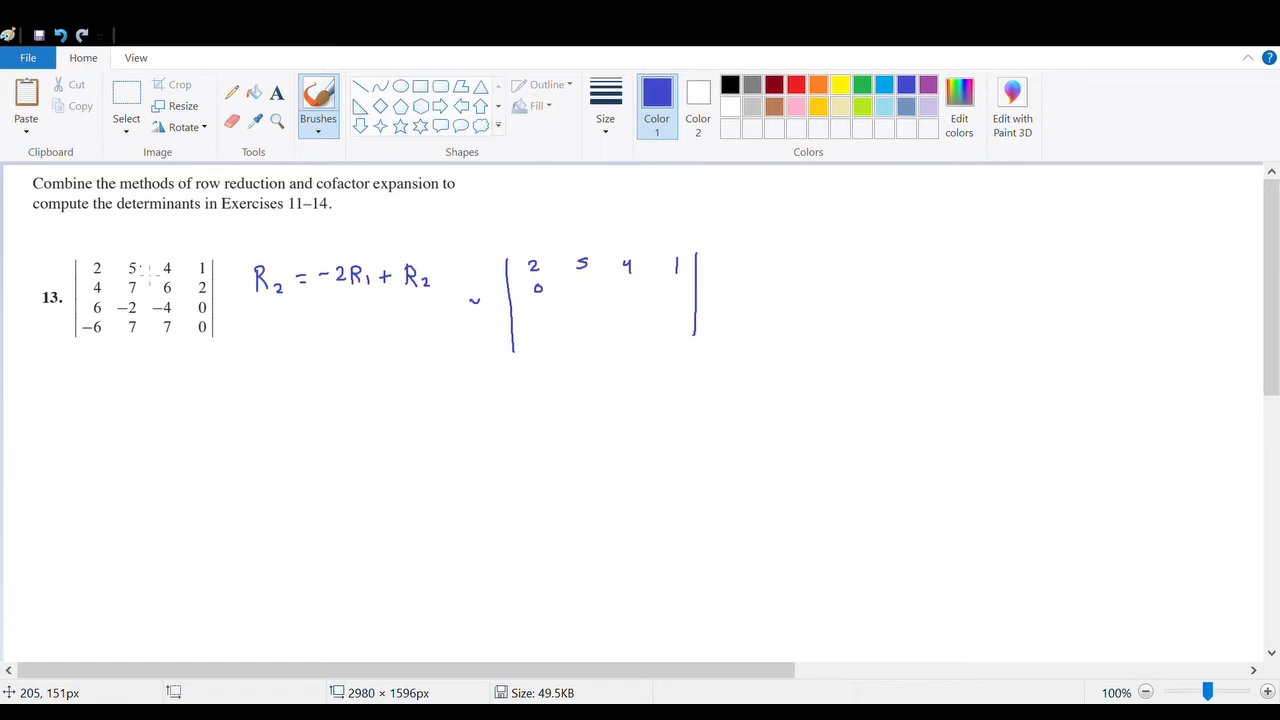 File Home View
Paste Cut Copy Select Crop Resize Rotate Brushes Outline Fill Size Color 1 Color 2 Edit colors Edit with Paint 3D
Clipboard Image Tools Shapes Colors
Combine the methods of row reduction and cofactor expansion to
compute the determinants in Exercises 11–14.
13.
2 5 4 1
4 7 6 2
6 −2 −4 0
−6 7 7 0
R2 = -2R1 + R2
~
2 5 4 1
0
205, 151px 2980 × 1596px Size: 49.5KB 100%